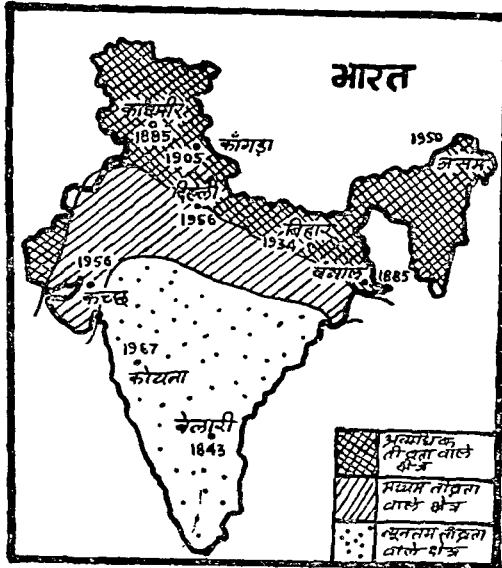 भारत
काश्मीर
1885
1905
काँगड़ा
1950
असम
दिल्ली
1956
बिहार
1934
बंगाल
1885
1956
कच्छ
1967
कोयना
बेलारी
1843
अत्याधिक
तीव्रता वाले
क्षेत्र
मध्यम तीव्रता
वाले क्षेत्र
न्यूनतम तीव्रता
वाले क्षेत्र